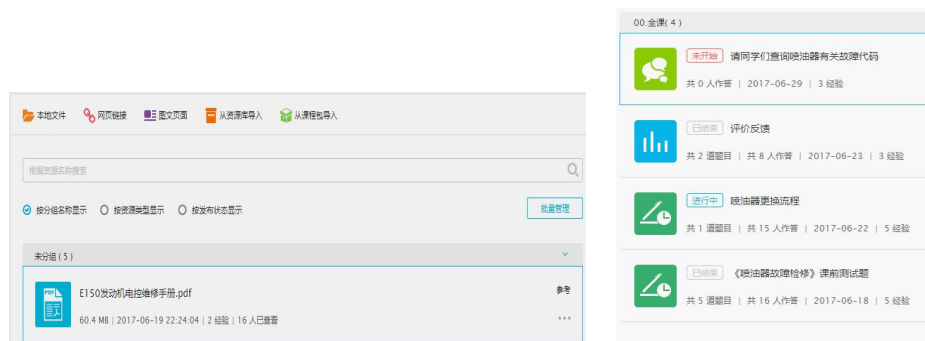 本地文件 网页链接 图文页面 从资源库导入 从课程包导入
根据资源名称搜索
按分组名称显示 按资源类型显示 按发布状态显示 批量管理
未分组 ( 5 )
PDF
E150发动机电控维修手册.pdf 参考
60.4 MB | 2017-06-19 22:24:04 | 2 经验 | 16 人已查看
00.全课( 4 )
未开始 请同学们查询喷油器有关故障代码
共 0 人作答 | 2017-06-29 | 3 经验
已结束 评价反馈
共 2 道题目 | 共 8 人作答 | 2017-06-23 | 3 经验
进行中 喷油器更换流程
共 1 道题目 | 共 15 人作答 | 2017-06-22 | 5 经验
已结束 《喷油器故障检修》课前测试题
共 5 道题目 | 共 16 人作答 | 2017-06-18 | 5 经验